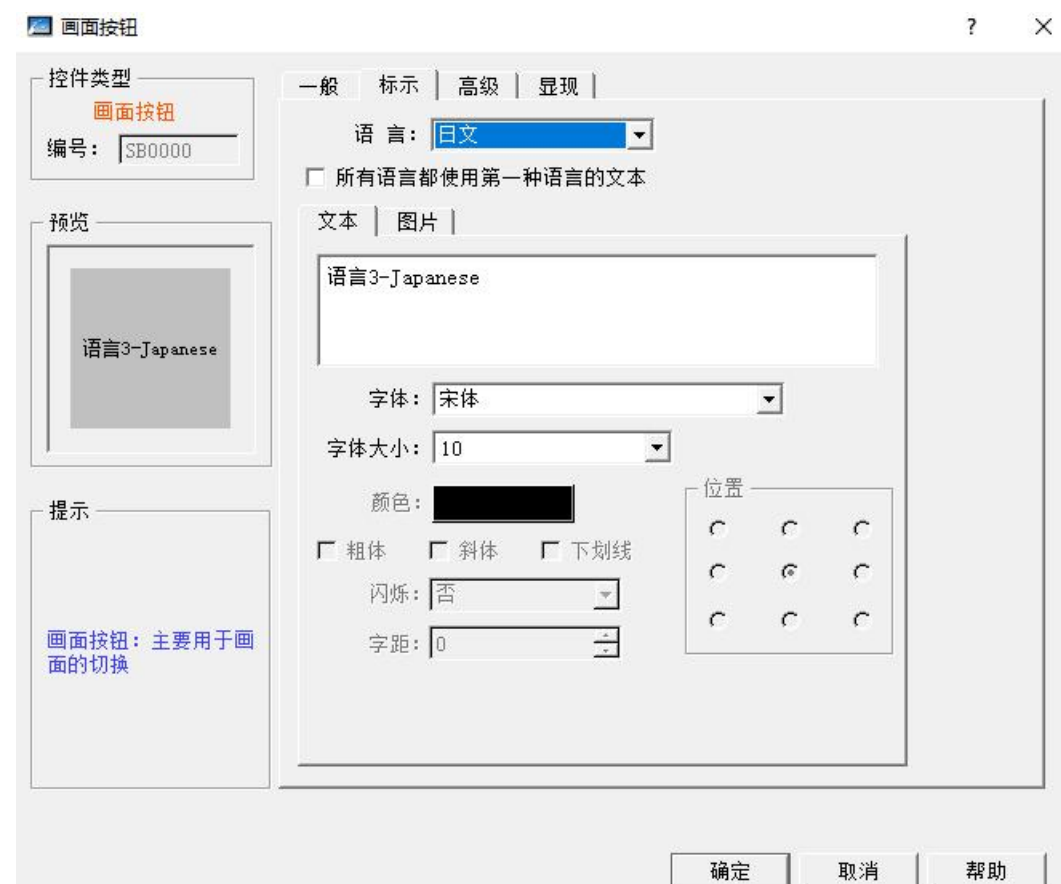 画面按钮
?
控件类型
画面按钮
编号: SB0000
预览
语言3-Japanese
提示
画面按钮: 主要用于画
面的切换
一般 标示 高级 显现
语 言: 日文
所有语言都使用第一种语言的文本
文本 图片
语言3-Japanese
字体: 宋体
字体大小: 10
颜色:
粗体 斜体 下划线
闪烁: 否
字距: 0
位置
确定 取消 帮助